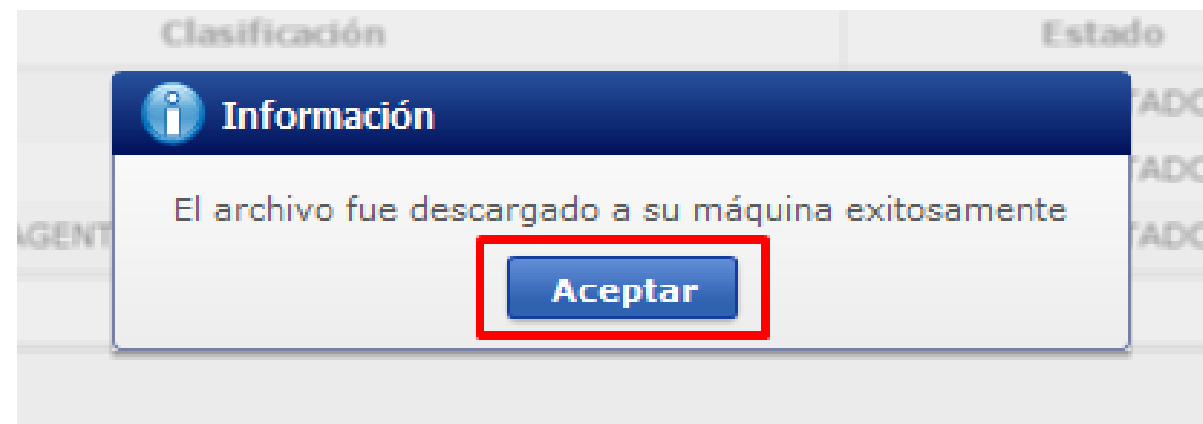 Clasificación Estado
Información
El archivo fue descargado a su máquina exitosamente
Aceptar